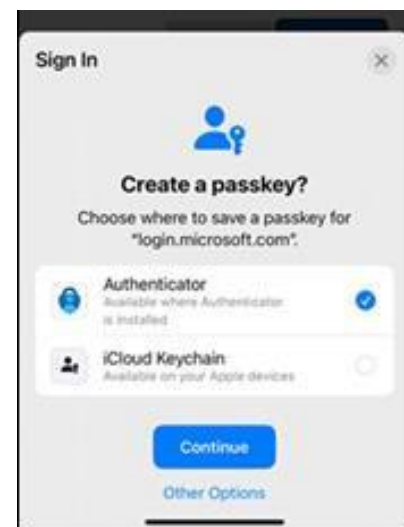 Sign In
Create a passkey?
Choose where to save a passkey for
"login.microsoft.com".
Authenticator
Available where Authenticator
is installed
iCloud Keychain
Available on your Apple devices
Continue
Other Options